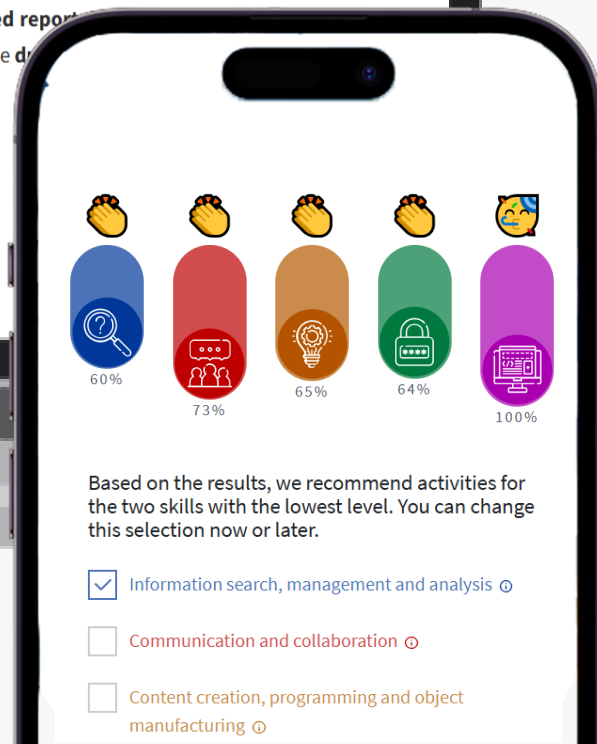 ed report
e d
60%
73%
65%
64%
100%
Based on the results, we recommend activities for
the two skills with the lowest level. You can change
this selection now or later.
Information search, management and analysis
Communication and collaboration
Content creation, programming and object
manufacturing